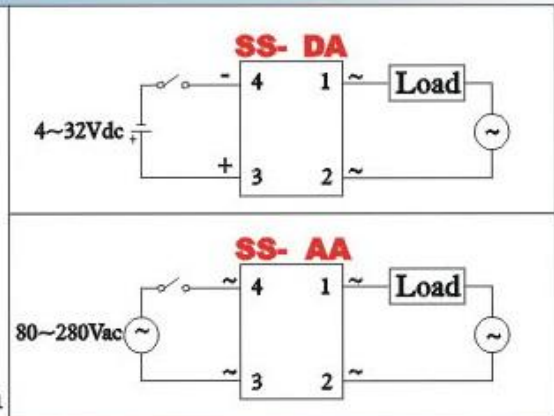 SS- DA
- 4 1 ~ Load
4~32Vdc + ~
+ 3 2 ~
SS- AA
~ 4 1 ~ Load
80~280Vac ~ ~
~ 3 2 ~